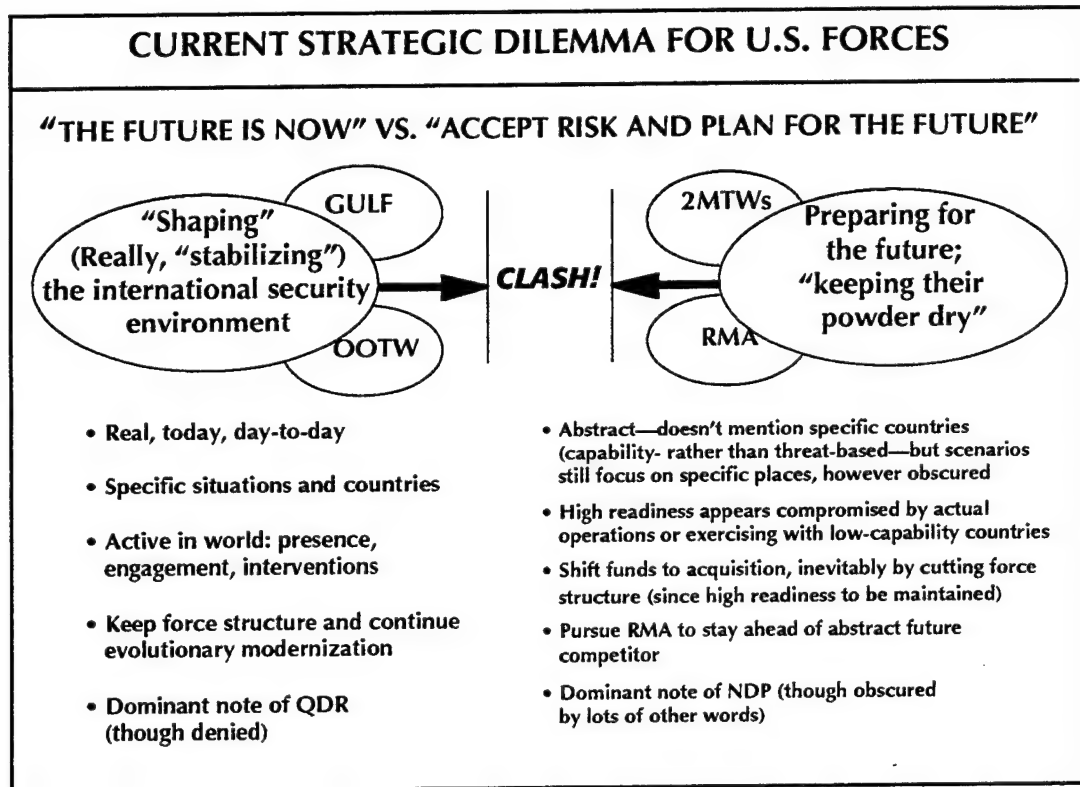 CURRENT STRATEGIC DILEMMA FOR U.S. FORCES
"THE FUTURE IS NOW" VS. "ACCEPT RISK AND PLAN FOR THE FUTURE"
GULF
"Shaping"
(Really, "stabilizing")
the international security
environment
OOTW
CLASH!
2MTWs
Preparing for
the future;
"keeping their
powder dry"
RMA
• Real, today, day-to-day
• Specific situations and countries
• Active in world: presence,
engagement, interventions
• Keep force structure and continue
evolutionary modernization
• Dominant note of QDR
(though denied)
• Abstract—doesn't mention specific countries
(capability- rather than threat-based—but scenarios
still focus on specific places, however obscured
• High readiness appears compromised by actual
operations or exercising with low-capability countries
• Shift funds to acquisition, inevitably by cutting force
structure (since high readiness to be maintained)
• Pursue RMA to stay ahead of abstract future
competitor
• Dominant note of NDP (though obscured
by lots of other words)